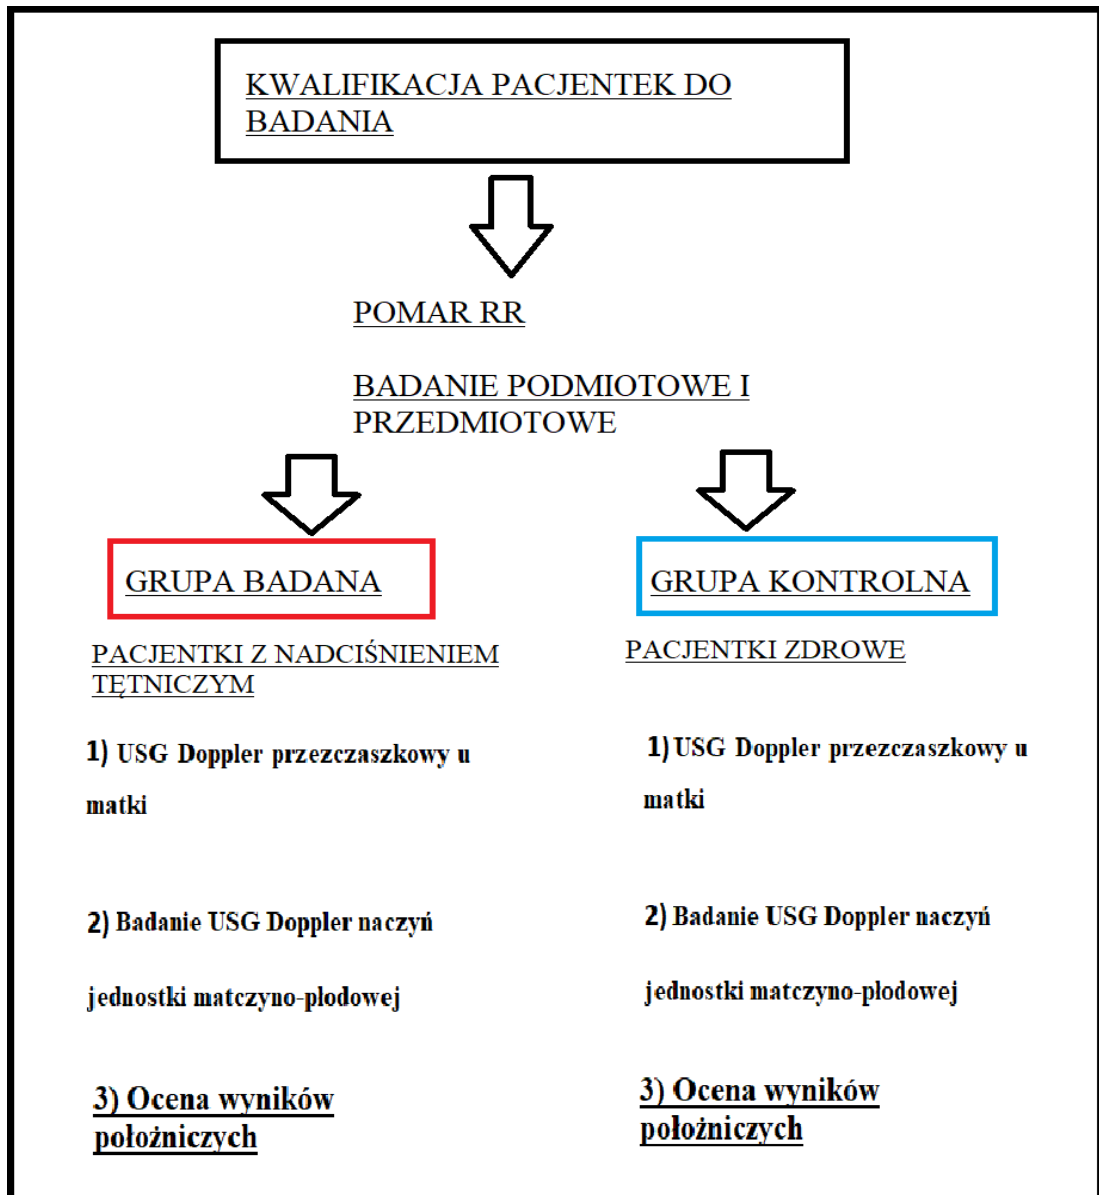 KWALIFIKACJA PACJENTEK DO
BADANIA
POMAR RR
BADANIE PODMIOTOWE I
PRZEDMIOTOWE
GRUPA BADANA
PACJENTKI Z NADCIŚNIENIEM
TĘTNICZYM
1) USG Doppler przezczaszkowy u
matki
2) Badanie USG Doppler naczyń
jednostki matczyno-płodowej
3) Ocena wyników
położniczych
GRUPA KONTROLNA
PACJENTKI ZDROWE
1) USG Doppler przezczaszkowy u
matki
2) Badanie USG Doppler naczyń
jednostki matczyno-płodowej
3) Ocena wyników
położniczych